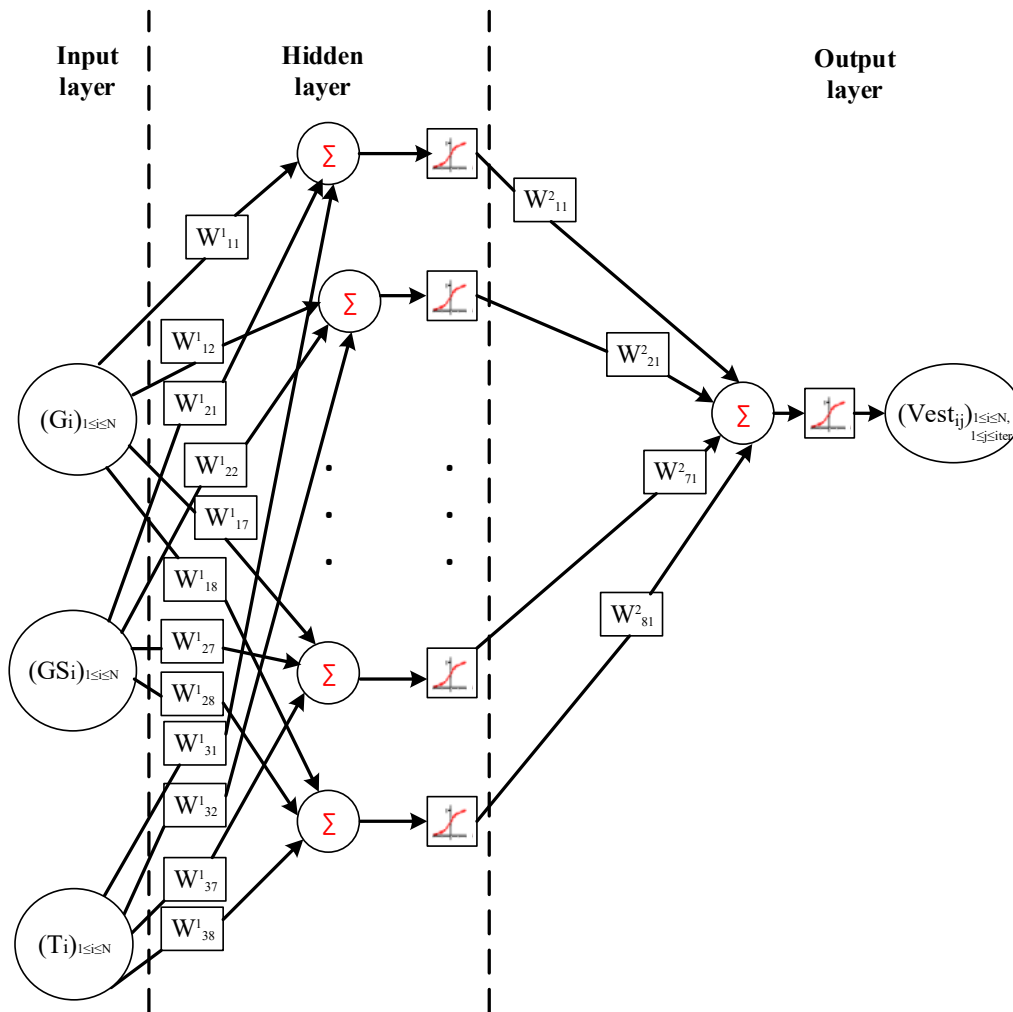 Input
layer
Hidden
layer
Output
layer
Σ
W¹₁₁
W²₁₁
Σ
W¹₁₂
W²₂₁
W¹₂₁
(Gi)1≤i≤N
Σ
(Vestij)1≤i≤N,
1≤j≤iter
W¹₂₂
W²₇₁
W¹₁₇
W¹₁₈
W²₈₁
W¹₂₇
(GSi)1≤i≤N
Σ
W¹₂₈
W¹₃₁
W¹₃₂
Σ
W¹₃₇
W¹₃₈
(Ti)1≤i≤N